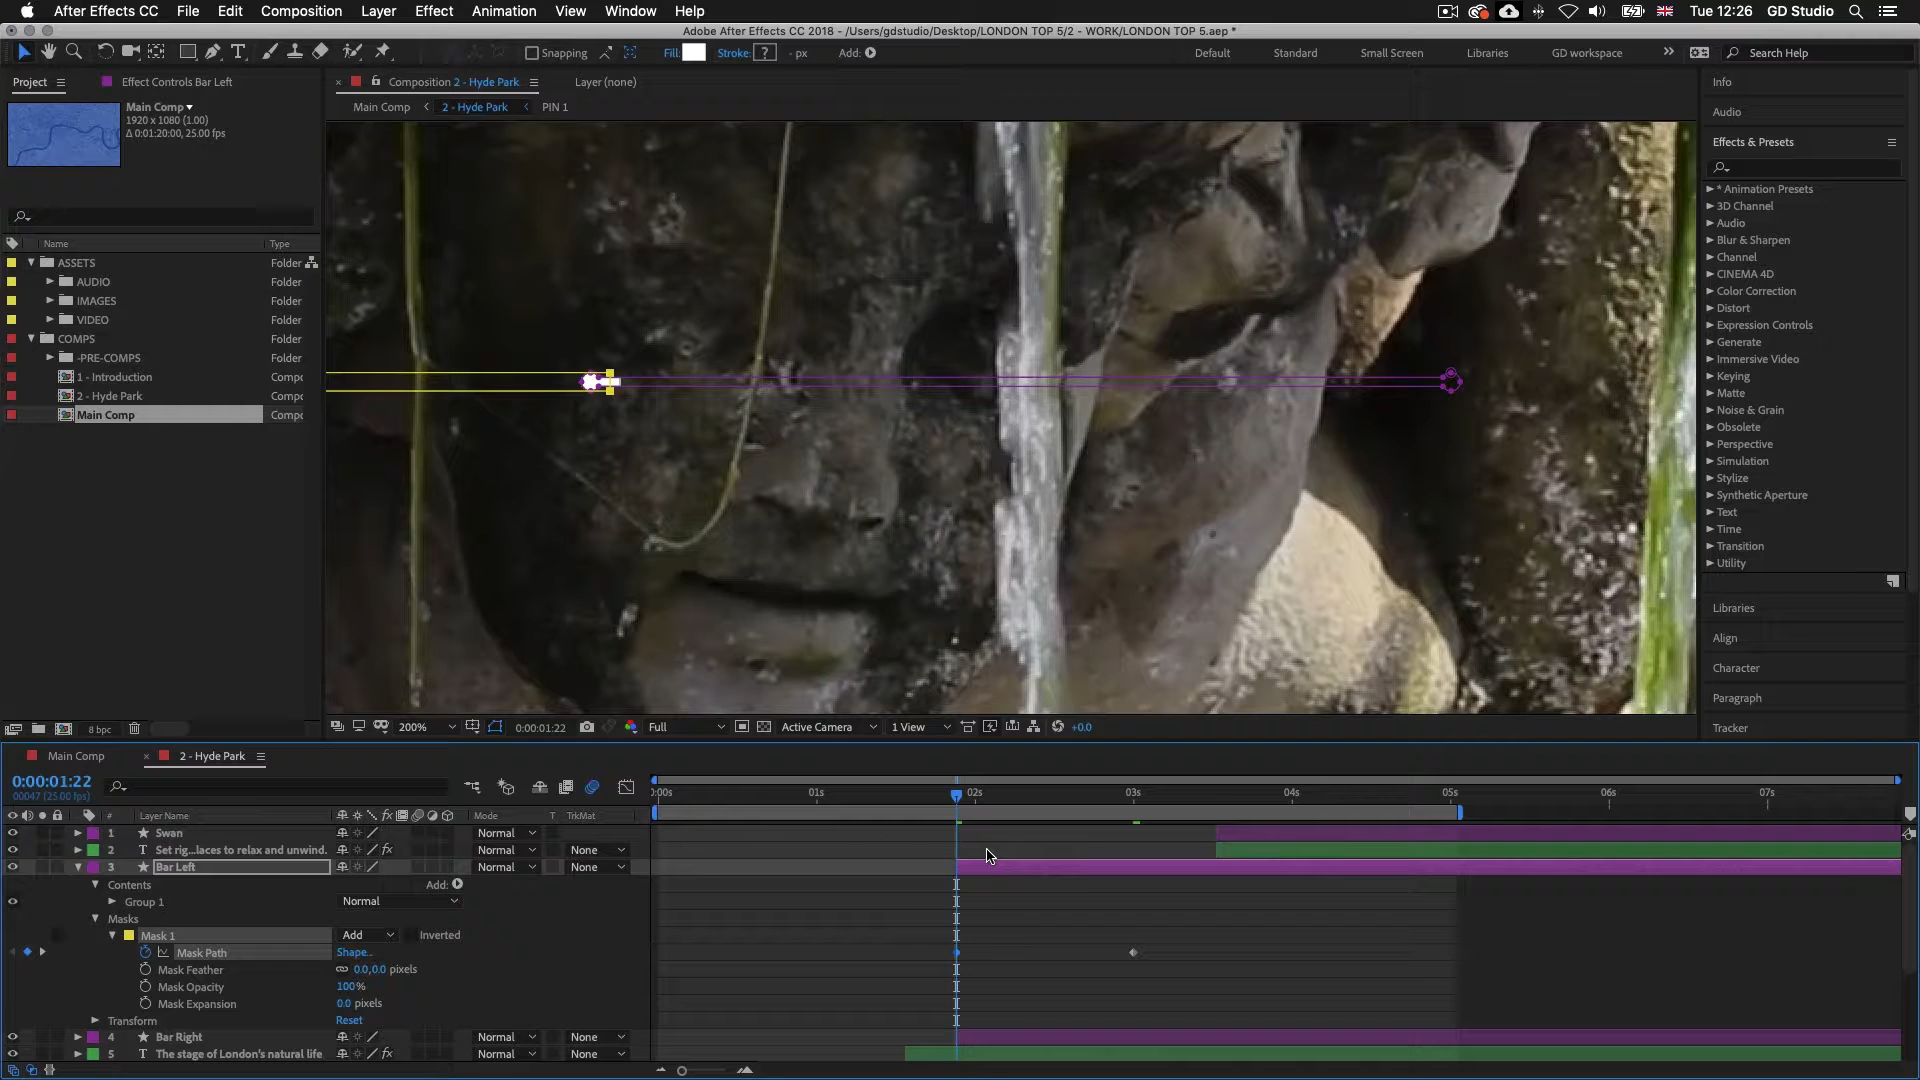 After Effects CC File Edit Composition Layer Effect Animation View Window Help Tue 12:26 GD Studio
Adobe After Effects CC 2018 - /Users/gdstudio/Desktop/LONDON TOP 5/2 - WORK/LONDON TOP 5.aep *
Snapping Fill: Stroke: ? - px Add: Default Standard Small Screen Libraries GD workspace Search Help
Project Effect Controls Bar Left Composition 2 - Hyde Park Layer (none) Info
Main Comp 1920 x 1080 (1.00) Δ 0:01:20:00, 25.00 fps
Main Comp 2 - Hyde Park PIN 1
Audio
Effects & Presets
* Animation Presets
3D Channel
Audio
Blur & Sharpen
Channel
CINEMA 4D
Color Correction
Distort
Expression Controls
Generate
Immersive Video
Keying
Matte
Noise & Grain
Obsolete
Perspective
Simulation
Stylize
Synthetic Aperture
Text
Time
Transition
Utility
Libraries
Align
Character
Paragraph
Tracker
Name Type
ASSETS Folder
AUDIO Folder
IMAGES Folder
VIDEO Folder
COMPS Folder
-PRE-COMPS Folder
1 - Introduction Compo
2 - Hyde Park Compo
Main Comp Compo
8 bpc 200% 0:00:01:22 Full Active Camera 1 View +0.0
Main Comp 2 - Hyde Park
0:00:01:22
00047 (25.00 fps)
:00s 01s 02s 03s 04s 05s 06s 07s
# Layer Name Mode T TrkMat
1 Swan Normal
2 T Set rig...laces to relax and unwind. fx Normal None
3 Bar Left Normal None
Contents Add:
Group 1 Normal
Masks
Mask 1 Add Inverted
Mask Path Shape...
Mask Feather 0.0,0.0 pixels
Mask Opacity 100%
Mask Expansion 0.0 pixels
Transform Reset
4 Bar Right Normal None
5 T The stage of London's natural life fx Normal None